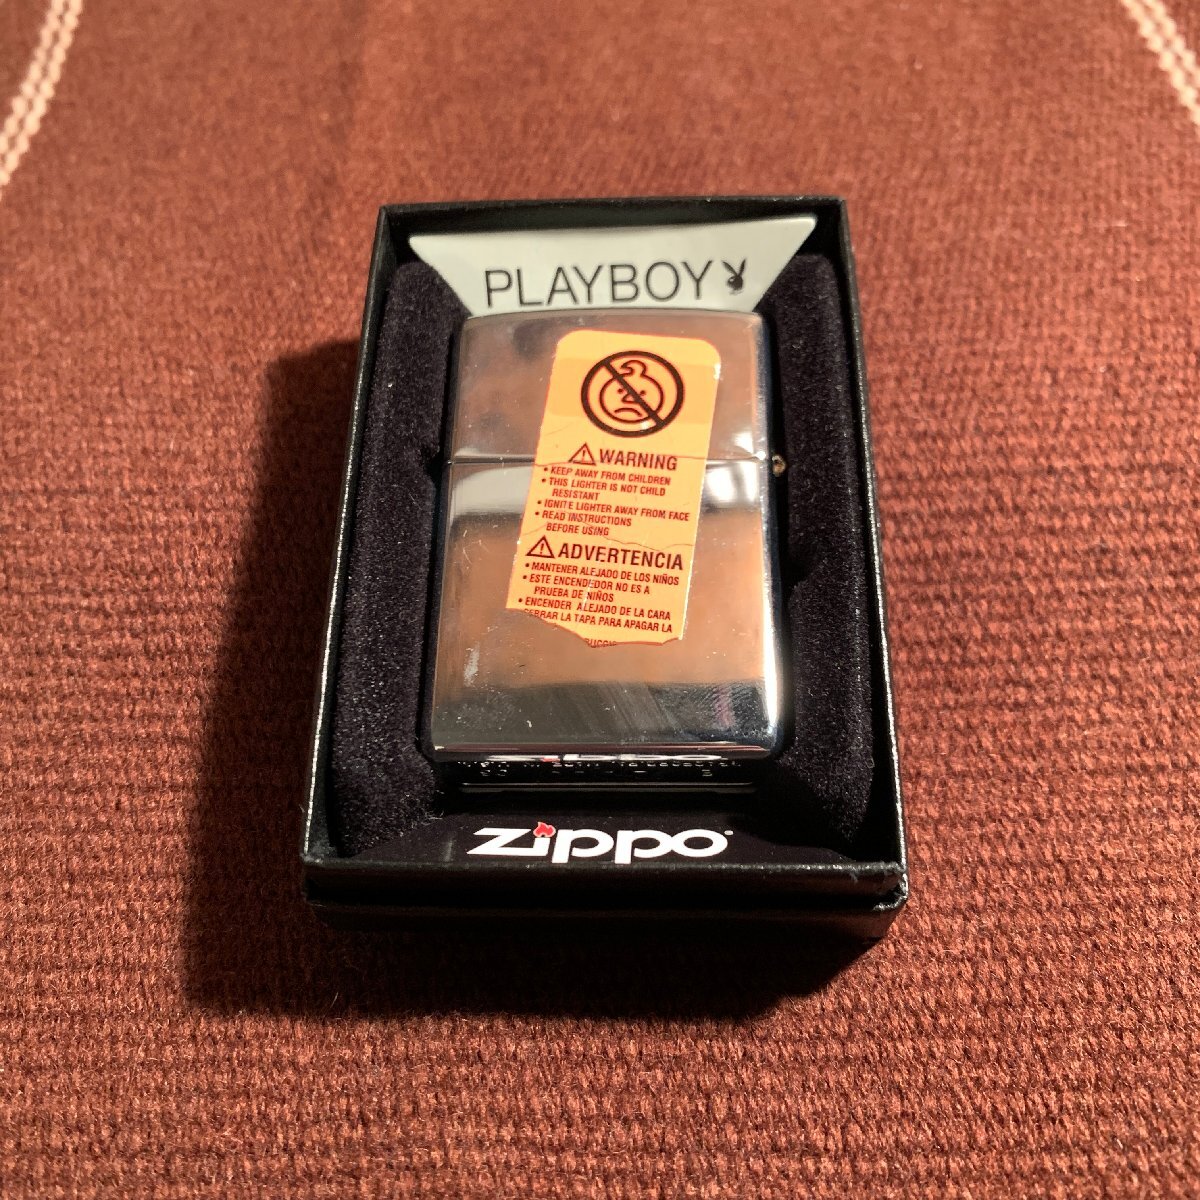 PLAYBOY
WARNING
• KEEP AWAY FROM CHILDREN
• THIS LIGHTER IS NOT CHILD
RESISTANT
• IGNITE LIGHTER AWAY FROM FACE
• READ INSTRUCTIONS
BEFORE USING
ADVERTENCIA
• MANTENER ALEJADO DE LOS NIÑOS
• ESTE ENCENDEDOR NO ES A
PRUEBA DE NIÑOS
• ENCENDER ALEJADO DE LA CARA
LA TAPA PARA APAGAR LA
zippo